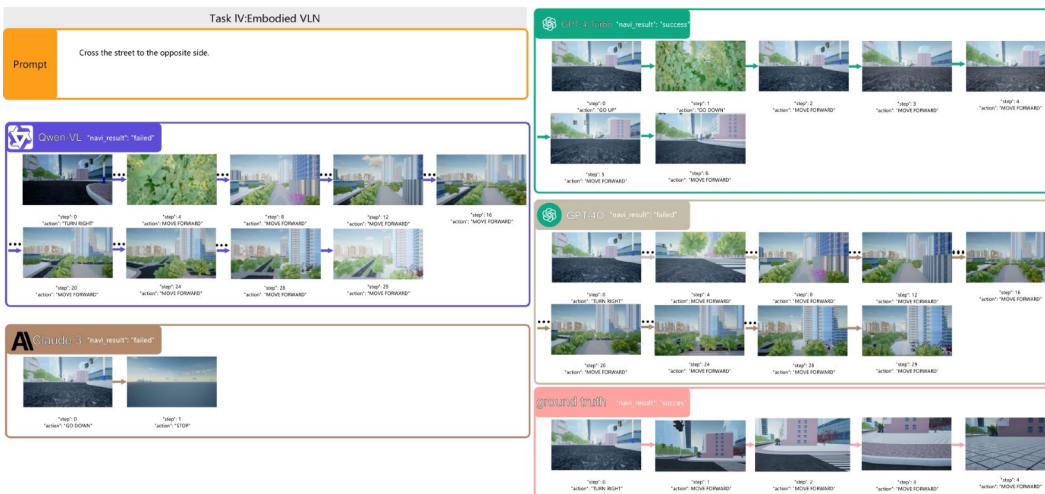 Task IV:Embodied VLN
Prompt
Cross the street to the opposite side.
Qwen-VL "navi_result": "failed"
"step": 0
"action": "TURN RIGHT"
"step": 4
"action": "MOVE FORWARD"
"step": 8
"action": "MOVE FORWARD"
"step": 12
"action": "MOVE FORWARD"
"step": 16
"action": "MOVE FORWARD"
"step": 20
"action": "MOVE FORWARD"
"step": 24
"action": "MOVE FORWARD"
"step": 28
"action": "MOVE FORWARD"
"step": 29
"action": "MOVE FORWARD"
Claude-3 "navi_result": "failed"
"step": 0
"action": "GO DOWN"
"step": 1
"action": "STOP"
GPT-4 Turbo "navi_result": "success"
"step": 0
"action": "GO UP"
"step": 1
"action": "GO DOWN"
"step": 2
"action": "MOVE FORWARD"
"step": 3
"action": "MOVE FORWARD"
"step": 4
"action": "MOVE FORWARD"
"step": 5
"action": "MOVE FORWARD"
"step": 6
"action": "MOVE FORWARD"
GPT-4O "navi_result": "failed"
"step": 0
"action": "TURN RIGHT"
"step": 4
"action": "MOVE FORWARD"
"step": 8
"action": "MOVE FORWARD"
"step": 12
"action": "MOVE FORWARD"
"step": 16
"action": "MOVE FORWARD"
"step": 20
"action": "MOVE FORWARD"
"step": 24
"action": "MOVE FORWARD"
"step": 28
"action": "MOVE FORWARD"
"step": 29
"action": "MOVE FORWARD"
ground truth "navi_result": "succes"
"step": 0
"action": "TURN RIGHT"
"step": 1
"action": "MOVE FORWARD"
"step": 2
"action": "MOVE FORWARD"
"step": 3
"action": "MOVE FORWARD"
"step": 4
"action": "MOVE FORWARD"